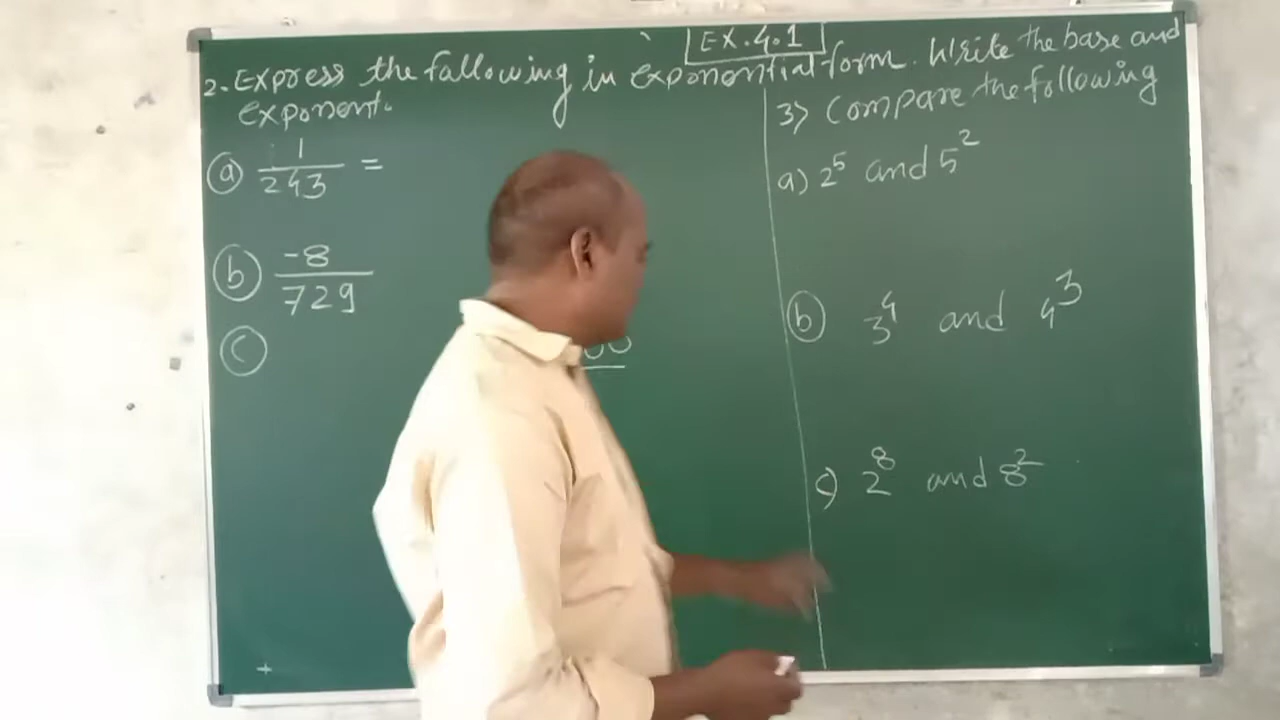 EX.4.1
2. Express the fallowing in exponential form. Write the base and
exponent.
(a) 1/243 =
(b) -8/729
(c)
3) Compare the following
a) 2⁵ and 5²
(b) 3⁴ and 4³
c) 2⁸ and 8²